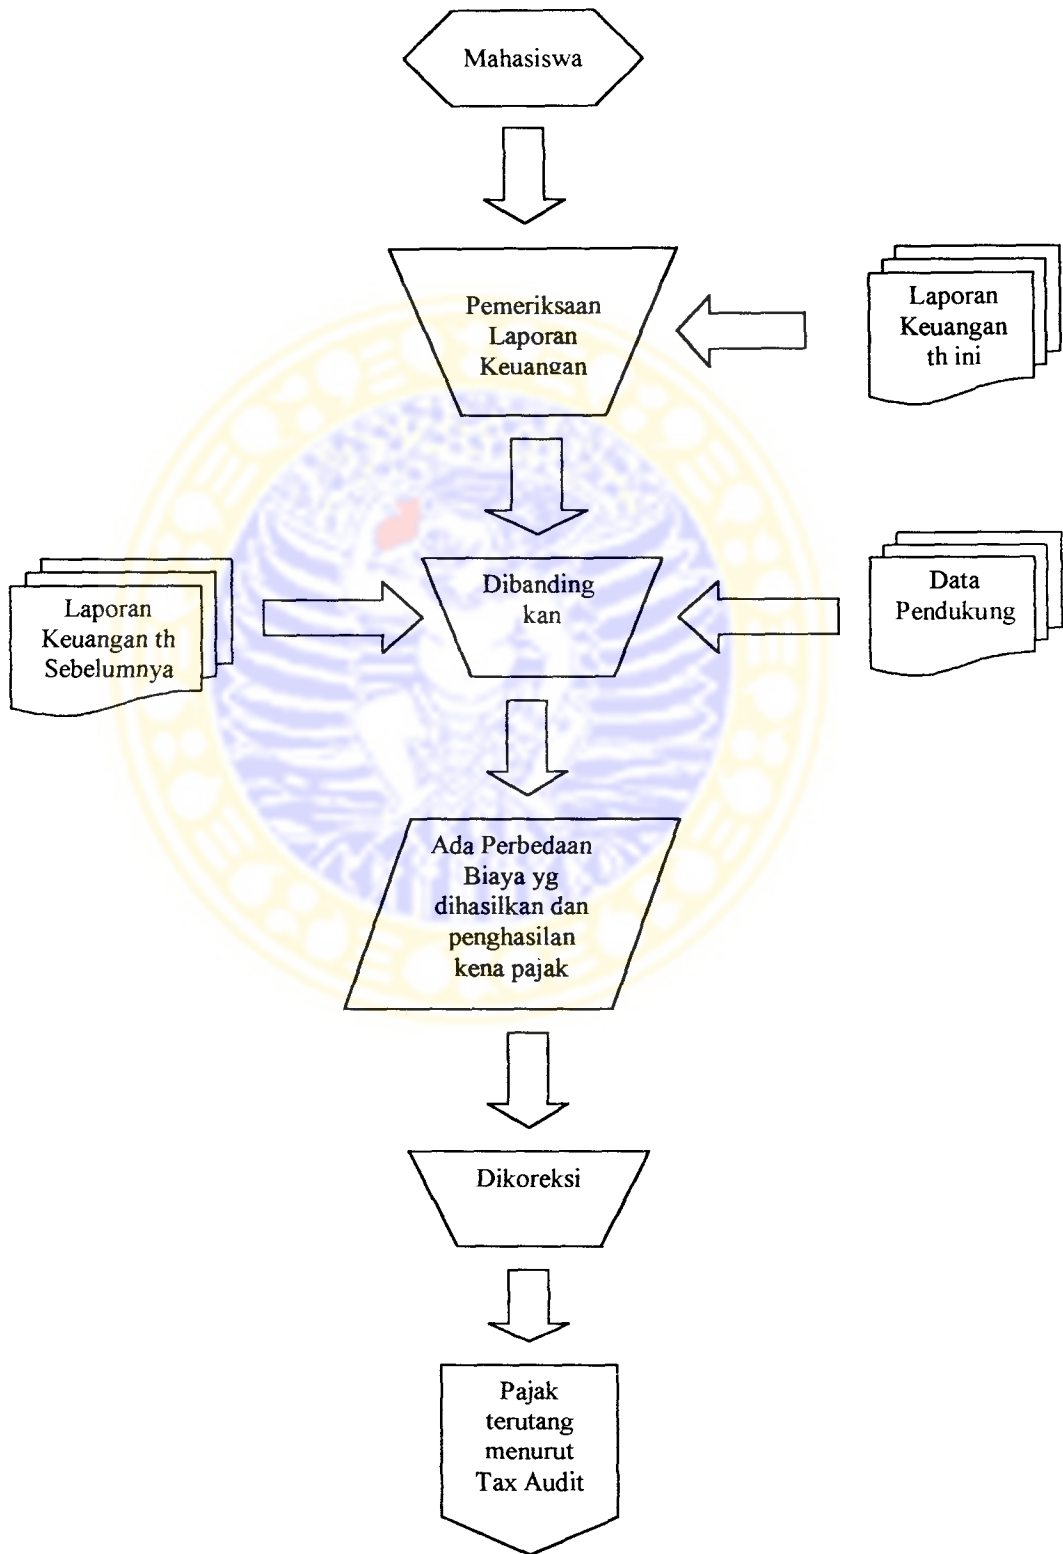 Mahasiswa
Pemeriksaan
Laporan
Keuangan
Laporan
Keuangan
th ini
Laporan
Keuangan th
Sebelumnya
Dibanding
kan
Data
Pendukung
Ada Perbedaan
Biaya yg
dihasilkan dan
penghasilan
kena pajak
Dikoreksi
Pajak
terutang
menurut
Tax Audit